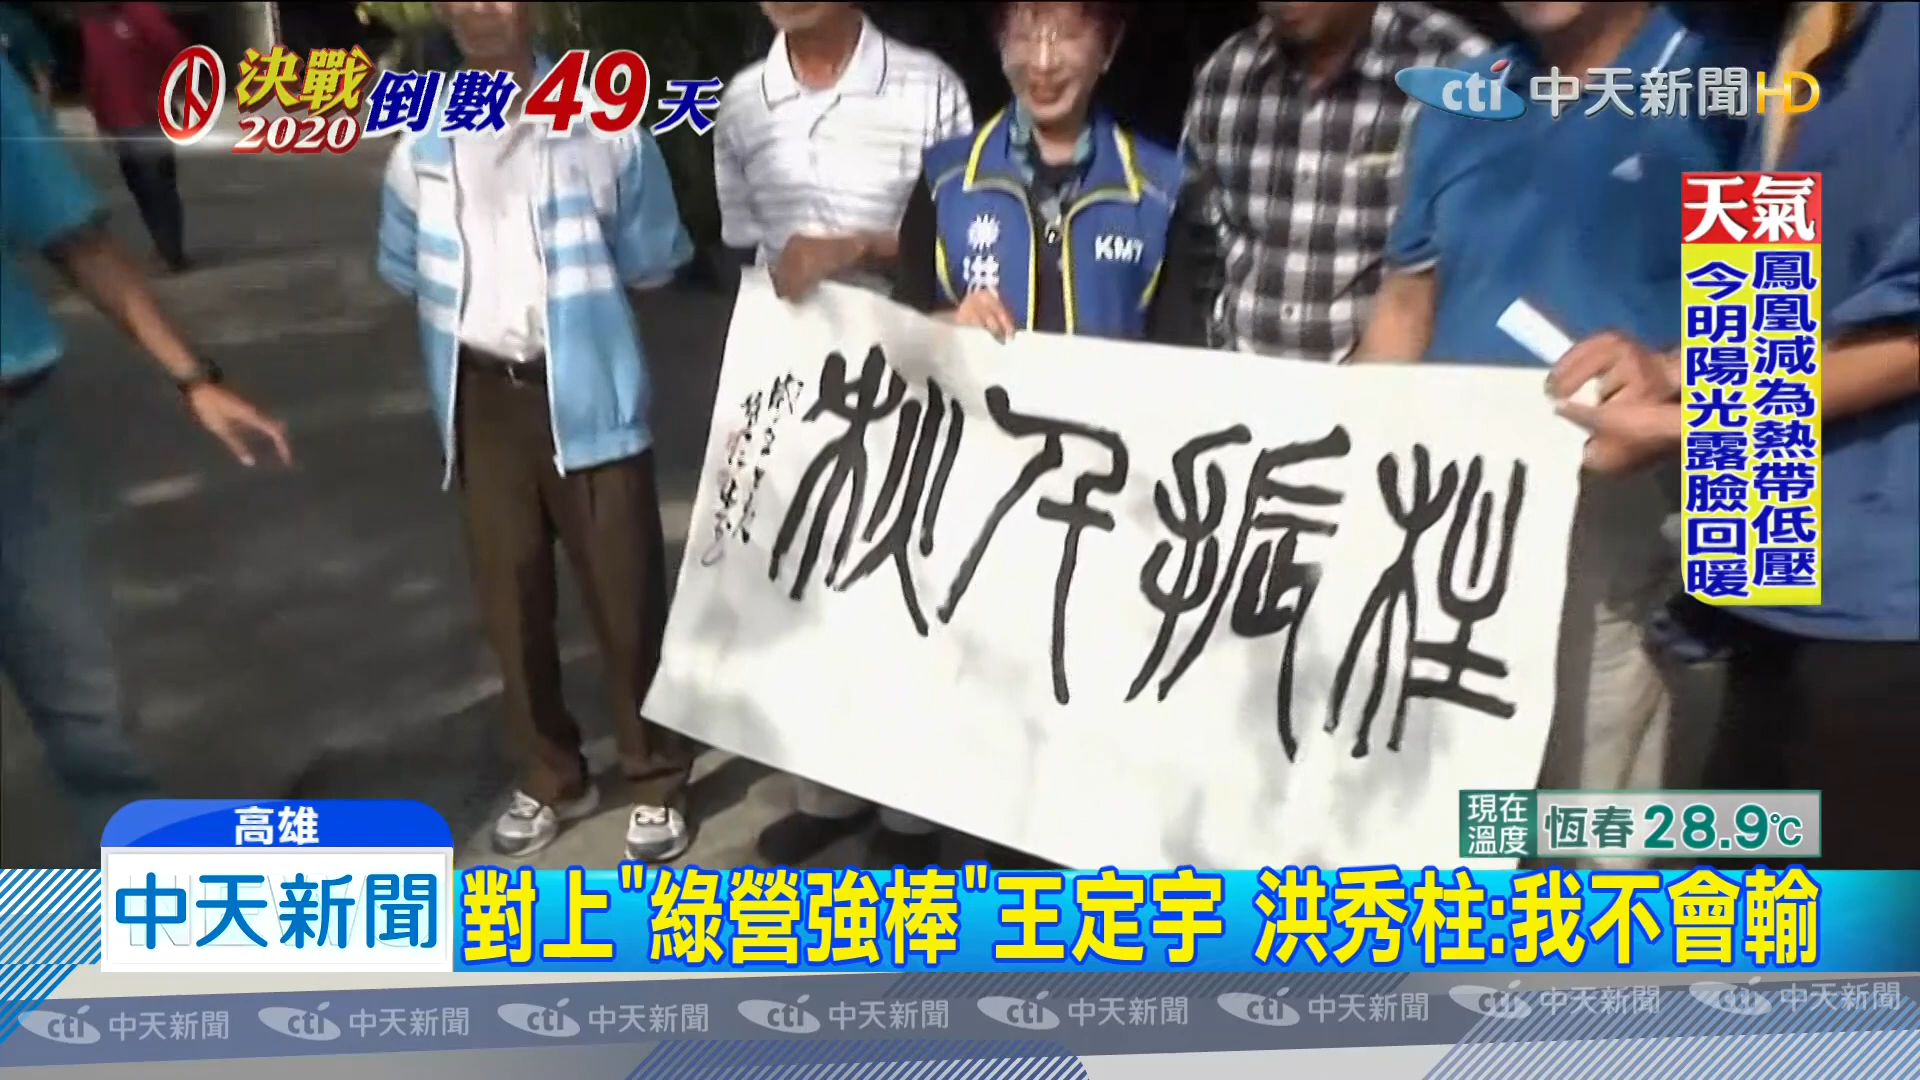 決戰
2020
倒數49天
cti中天新聞HD
天氣
鳳凰減為熱帶低壓
今明陽光露臉回暖
洪
KMT
柱振千秋
現在
溫度
恆春28.9℃
高雄
中天新聞
對上"綠營強棒"王定宇 洪秀柱:我不會輸
cti中天新聞 cti中天新聞 cti中天新聞 cti中天新聞 cti中天新聞 cti中天新聞 cti中天新聞 cti中天新聞